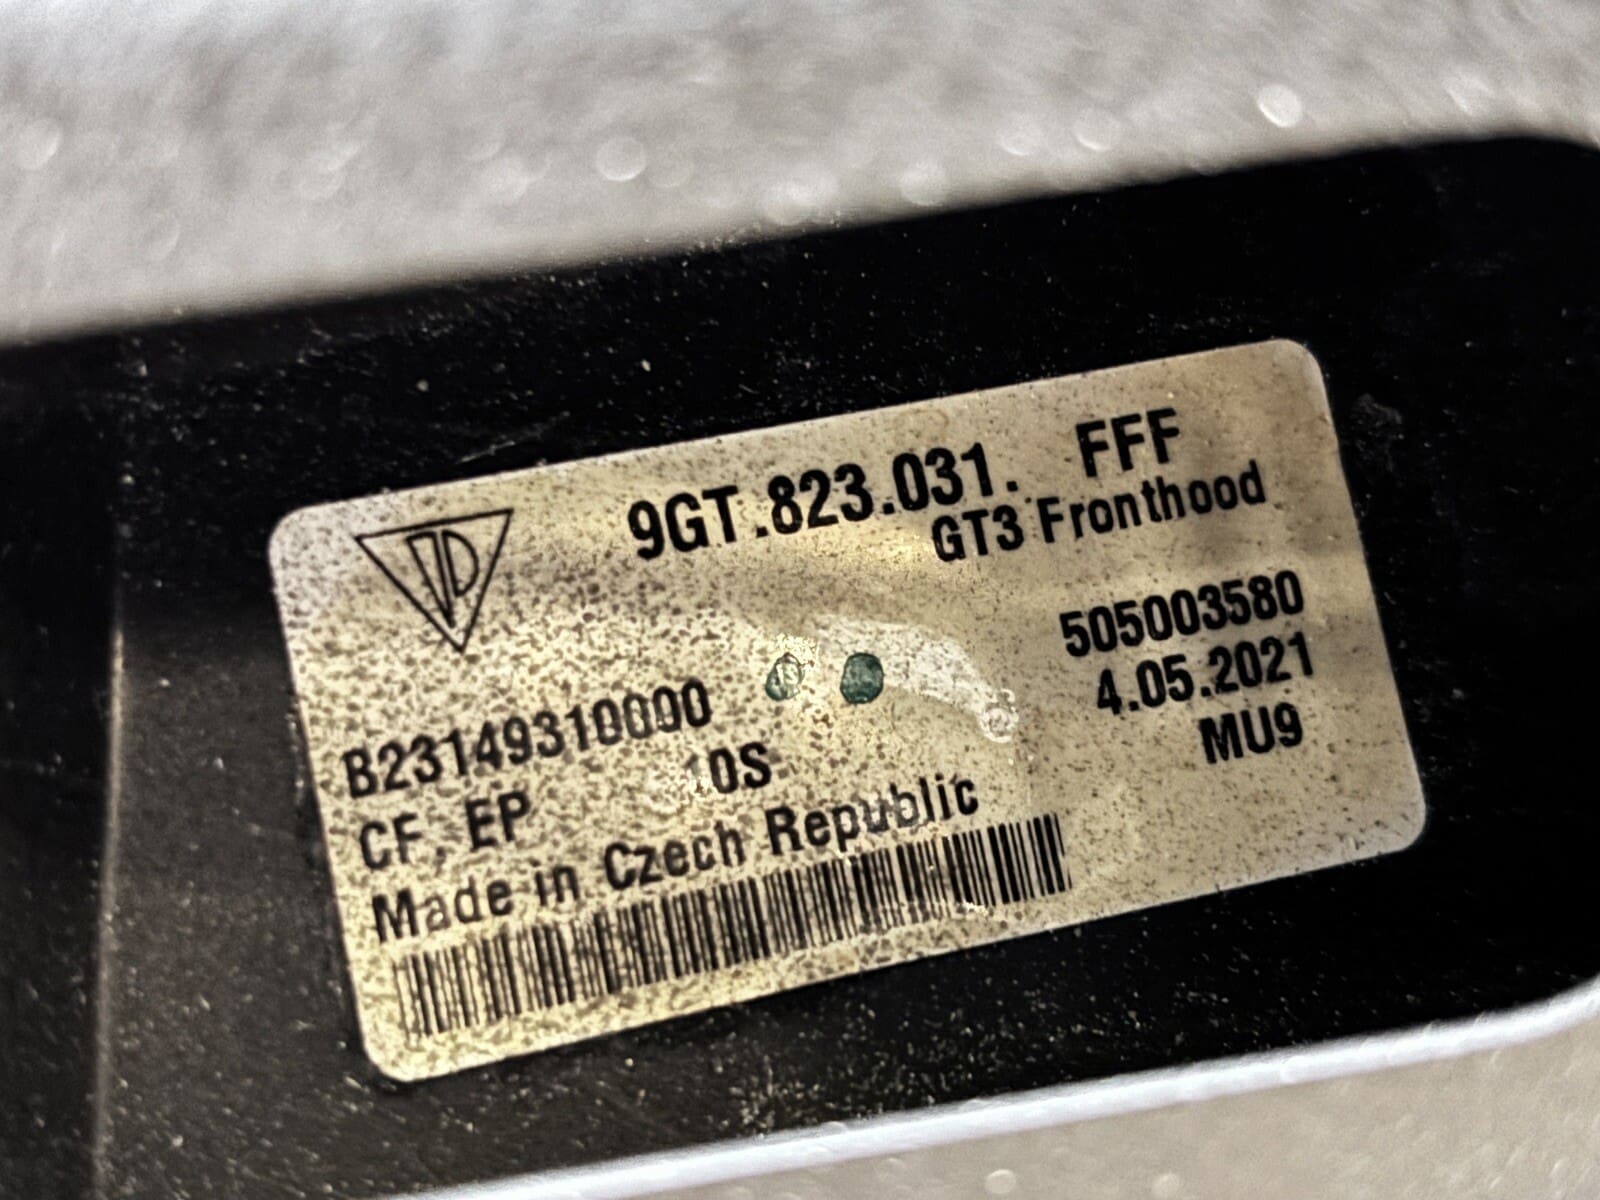 9GT.823.031. FFF
GT3 Fronthood
505003580
4.05.2021
MU9
B23149310000
CF, EP 10S
Made in Czech Republic